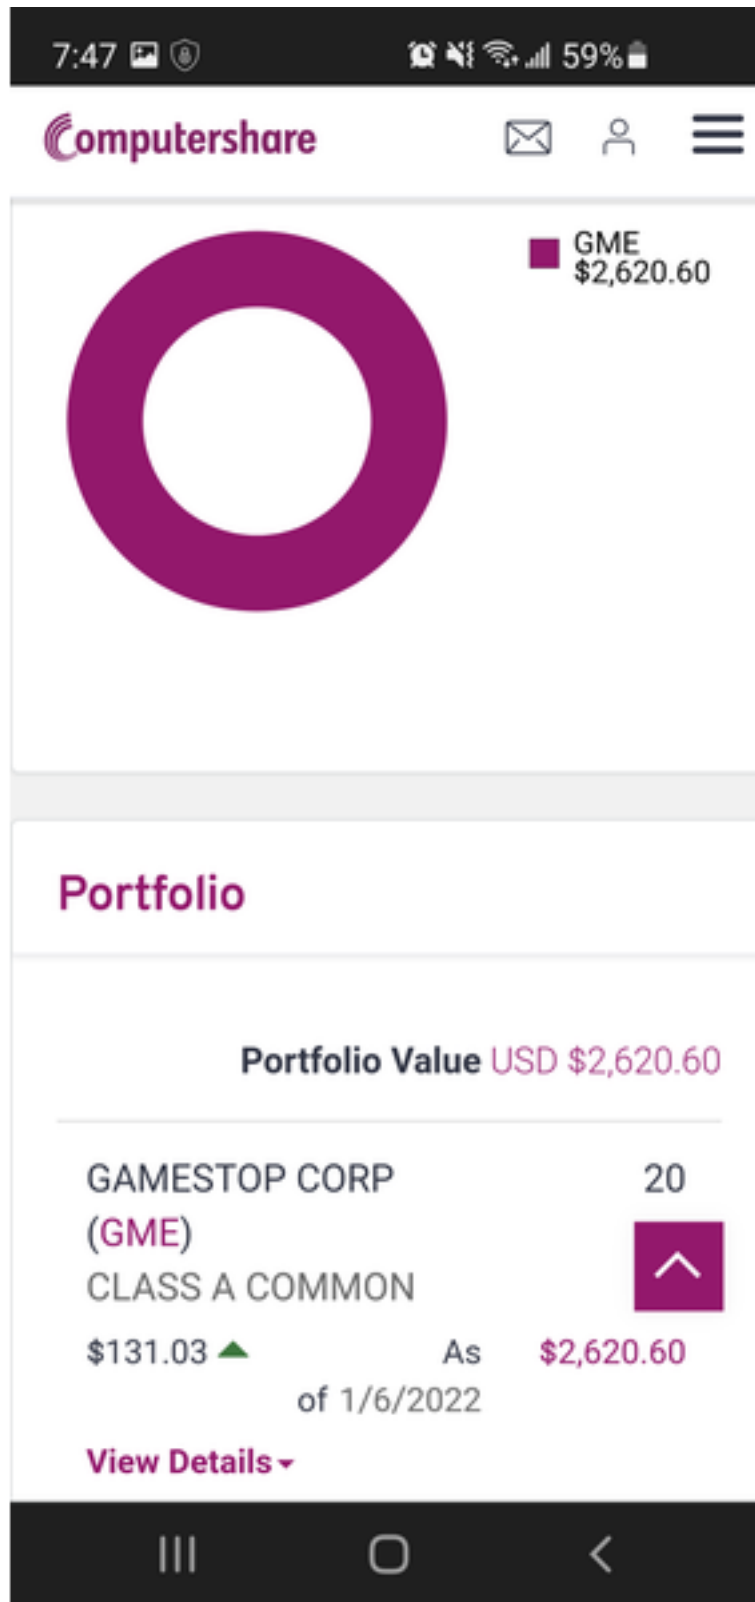 7:47 59%
Computershare
GME
$2,620.60
Portfolio
Portfolio Value USD $2,620.60
GAMESTOP CORP 20
(GME)
CLASS A COMMON
$131.03 As $2,620.60
of 1/6/2022
View Details